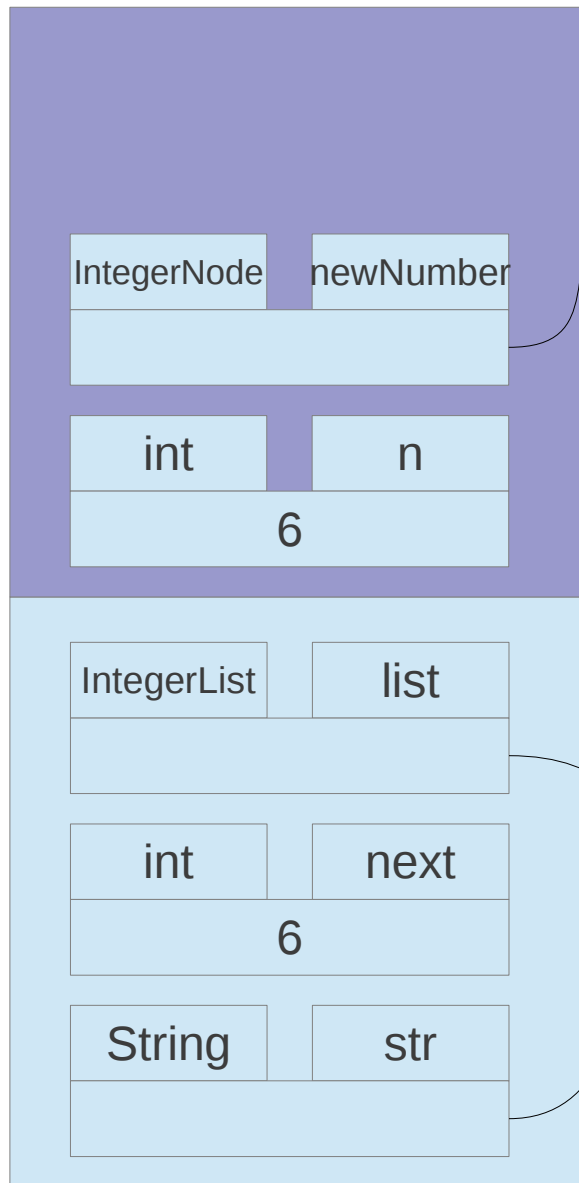 IntegerNode newNumber
int n
6
IntegerList list
int next
6
String str